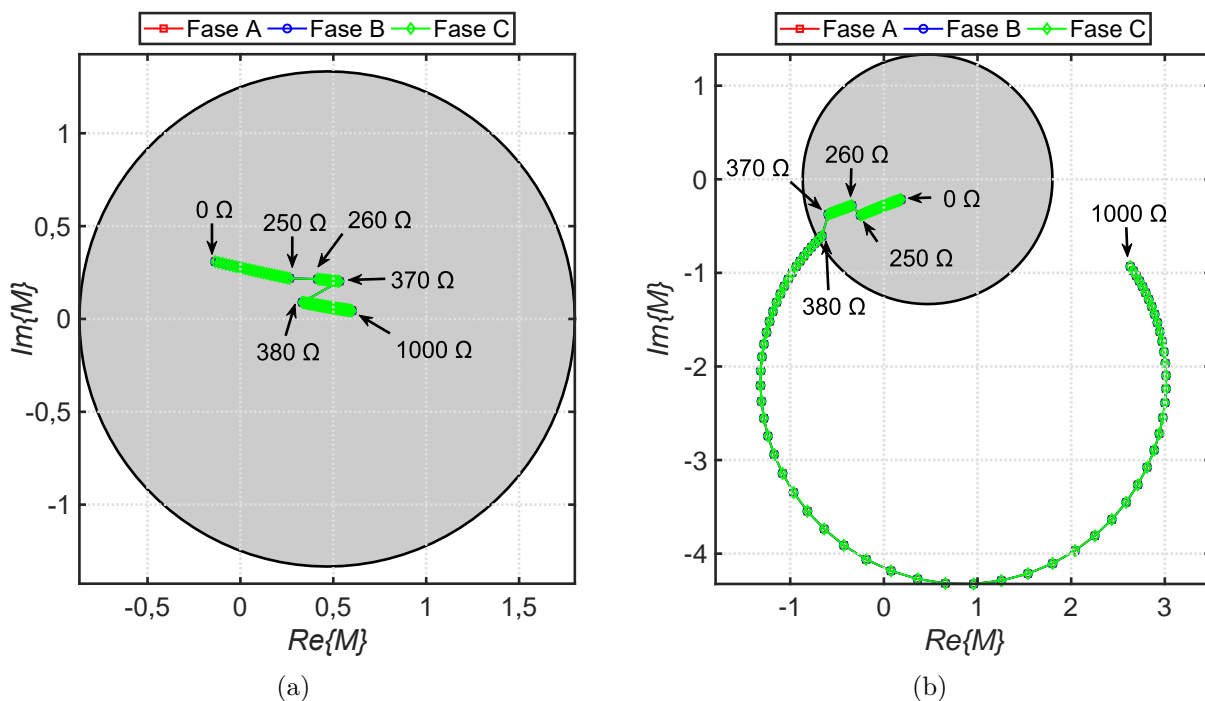 Fase A Fase B Fase C
1
0,5
0
-0,5
-1
Im{M}
0 Ω
250 Ω
260 Ω
370 Ω
380 Ω
1000 Ω
-0,5 0 0,5 1 1,5
Re{M}
(a)
Fase A Fase B Fase C
1
0
-1
-2
-3
-4
Im{M}
370 Ω
260 Ω
0 Ω
250 Ω
380 Ω
1000 Ω
-1 0 1 2 3
Re{M}
(b)